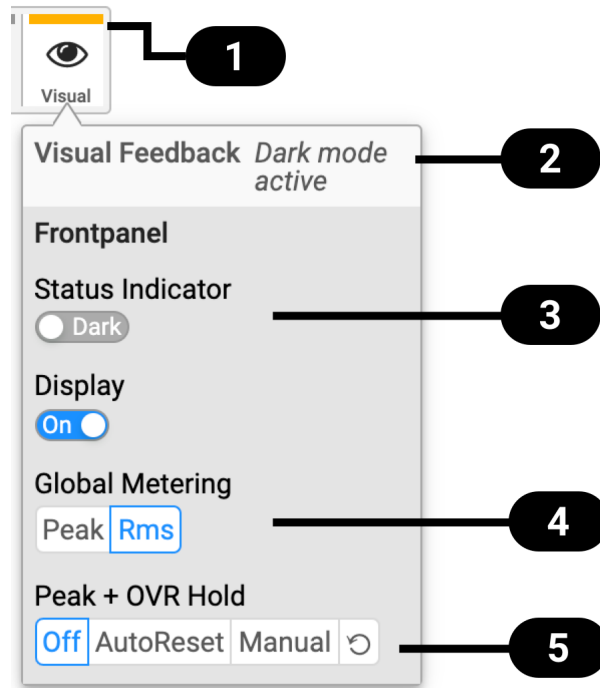 1
Visual
Visual Feedback Dark mode
active
2
Frontpanel
Status Indicator
Dark
3
Display
On
Global Metering
Peak Rms
4
Peak + OVR Hold
Off AutoReset Manual
5